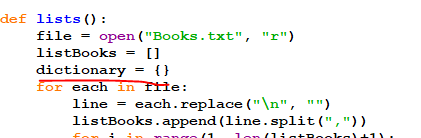 def lists():
    file = open("Books.txt", "r")
    listBooks = []
    dictionary = {}
    for each in file:
        line = each.replace("\n", "")
        listBooks.append(line.split(","))
        for i in range(1, len(listBooks)+1):